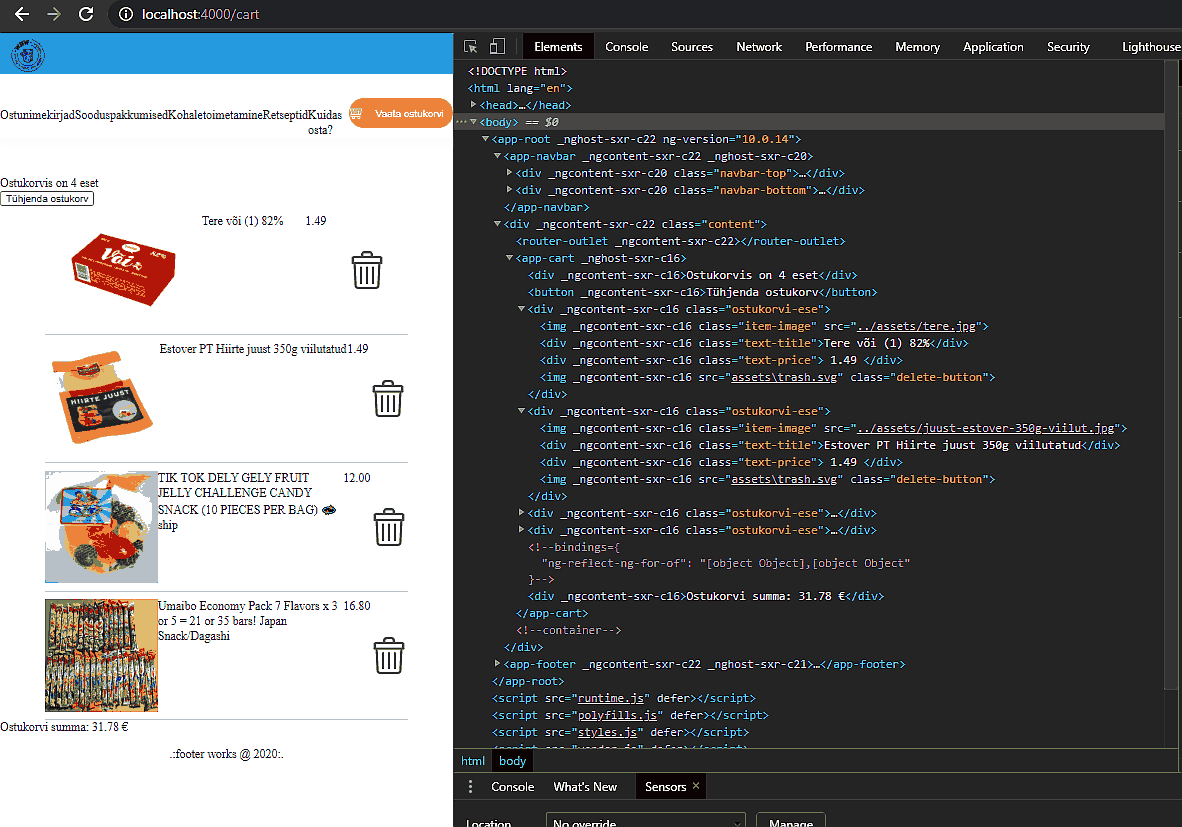 localhost:4000/cart
OstunimekirjadSooduspakkumisedKohaletoimetamineRetseptidKuidas
osta?
Vaata ostukorvi
Ostukorvis on 4 eset
Tühjenda ostukorv
Tere või (1) 82% 1.49
Või
Estover PT Hiirte juust 350g viilutatud1.49
HIIRTE JUUST
TIK TOK DELY GELY FRUIT 12.00
JELLY CHALLENGE CANDY
SNACK (10 PIECES PER BAG)
ship
Umaibo Economy Pack 7 Flavors x 3 16.80
or 5 = 21 or 35 bars! Japan
Snack/Dagashi
Ostukorvi summa: 31.78 €
.:footer works @ 2020:.
Elements Console Sources Network Performance Memory Application Security Lighthouse
<!DOCTYPE html>
<html lang="en">
<head>…</head>
<body> == $0
<app-root _nghost-sxr-c22 ng-version="10.0.14">
<app-navbar _ngcontent-sxr-c22 _nghost-sxr-c20>
<div _ngcontent-sxr-c20 class="navbar-top">…</div>
<div _ngcontent-sxr-c20 class="navbar-bottom">…</div>
</app-navbar>
<div _ngcontent-sxr-c22 class="content">
<router-outlet _ngcontent-sxr-c22></router-outlet>
<app-cart _nghost-sxr-c16>
<div _ngcontent-sxr-c16>Ostukorvis on 4 eset</div>
<button _ngcontent-sxr-c16>Tühjenda ostukorv</button>
<div _ngcontent-sxr-c16 class="ostukorvi-ese">
<img _ngcontent-sxr-c16 class="item-image" src="../assets/tere.jpg">
<div _ngcontent-sxr-c16 class="text-title">Tere või (1) 82%</div>
<div _ngcontent-sxr-c16 class="text-price"> 1.49 </div>
<img _ngcontent-sxr-c16 src="assets\trash.svg" class="delete-button">
</div>
<div _ngcontent-sxr-c16 class="ostukorvi-ese">
<img _ngcontent-sxr-c16 class="item-image" src="../assets/juust-estover-350g-viilut.jpg">
<div _ngcontent-sxr-c16 class="text-title">Estover PT Hiirte juust 350g viilutatud</div>
<div _ngcontent-sxr-c16 class="text-price"> 1.49 </div>
<img _ngcontent-sxr-c16 src="assets\trash.svg" class="delete-button">
</div>
<div _ngcontent-sxr-c16 class="ostukorvi-ese">…</div>
<div _ngcontent-sxr-c16 class="ostukorvi-ese">…</div>
<!--bindings={
"ng-reflect-ng-for-of": "[object Object],[object Object"
}-->
<div _ngcontent-sxr-c16>Ostukorvi summa: 31.78 €</div>
</app-cart>
<!--container-->
</div>
<app-footer _ngcontent-sxr-c22 _nghost-sxr-c21>…</app-footer>
</app-root>
<script src="runtime.js" defer></script>
<script src="polyfills.js" defer></script>
<script src="styles.js" defer></script>
<script src="vendor.js" defer></script>
html body
Console What's New Sensors ×
Location No override Manage